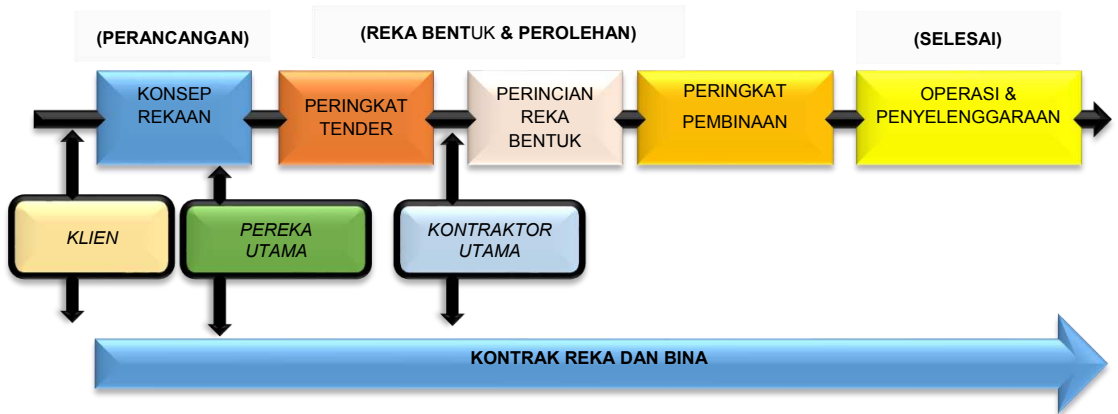 (PERANCANGAN)
(REKA BENTUK & PEROLEHAN)
(SELESAI)
KONSEP
REKAAN
PERINGKAT
TENDER
PERINCIAN
REKA
BENTUK
PERINGKAT
PEMBINAAN
OPERASI &
PENYELENGGARAAN
KLIEN
PEREKA
UTAMA
KONTRAKTOR
UTAMA
KONTRAK REKA DAN BINA